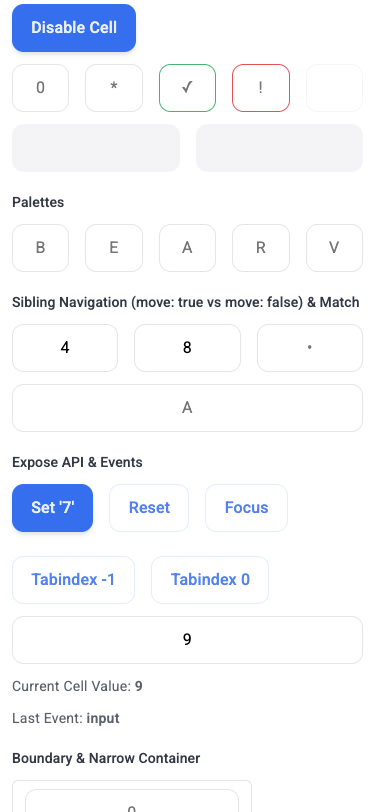 Disable Cell
0 * ✓ !
Palettes
B E A R V
Sibling Navigation (move: true vs move: false) & Match
4 8 •
A
Expose API & Events
Set '7' Reset Focus
Tabindex -1 Tabindex 0
9
Current Cell Value: 9
Last Event: input
Boundary & Narrow Container